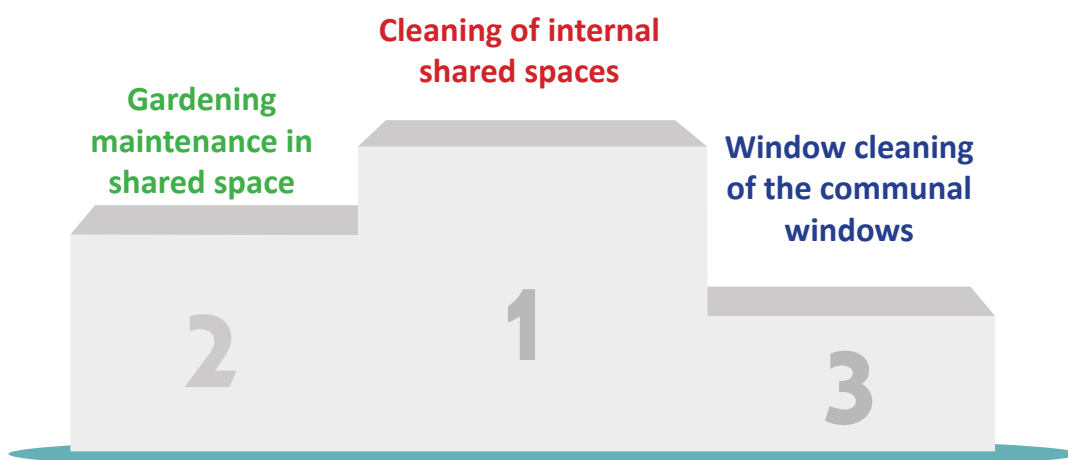 Cleaning of internal
shared spaces
Gardening
maintenance in
shared space
Window cleaning
of the communal
windows
2
1
3